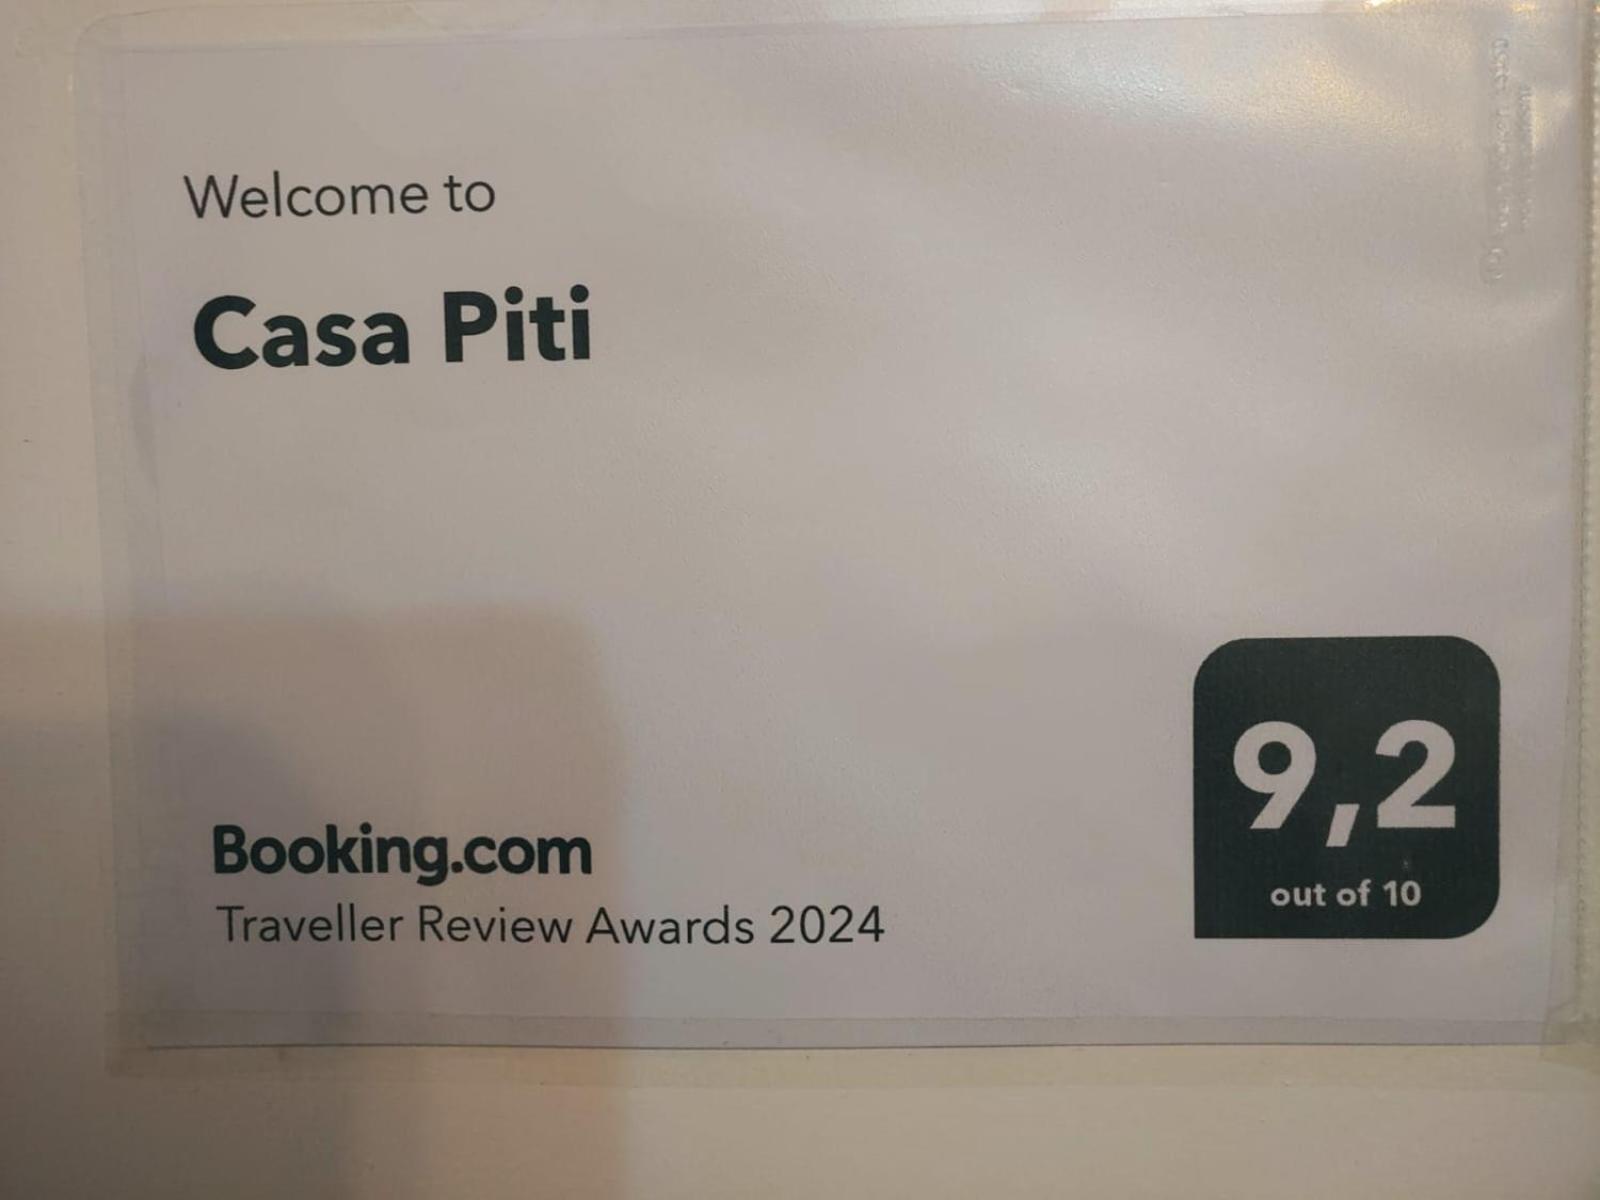 Welcome to
Casa Piti
9,2
out of 10
Booking.com
Traveller Review Awards 2024